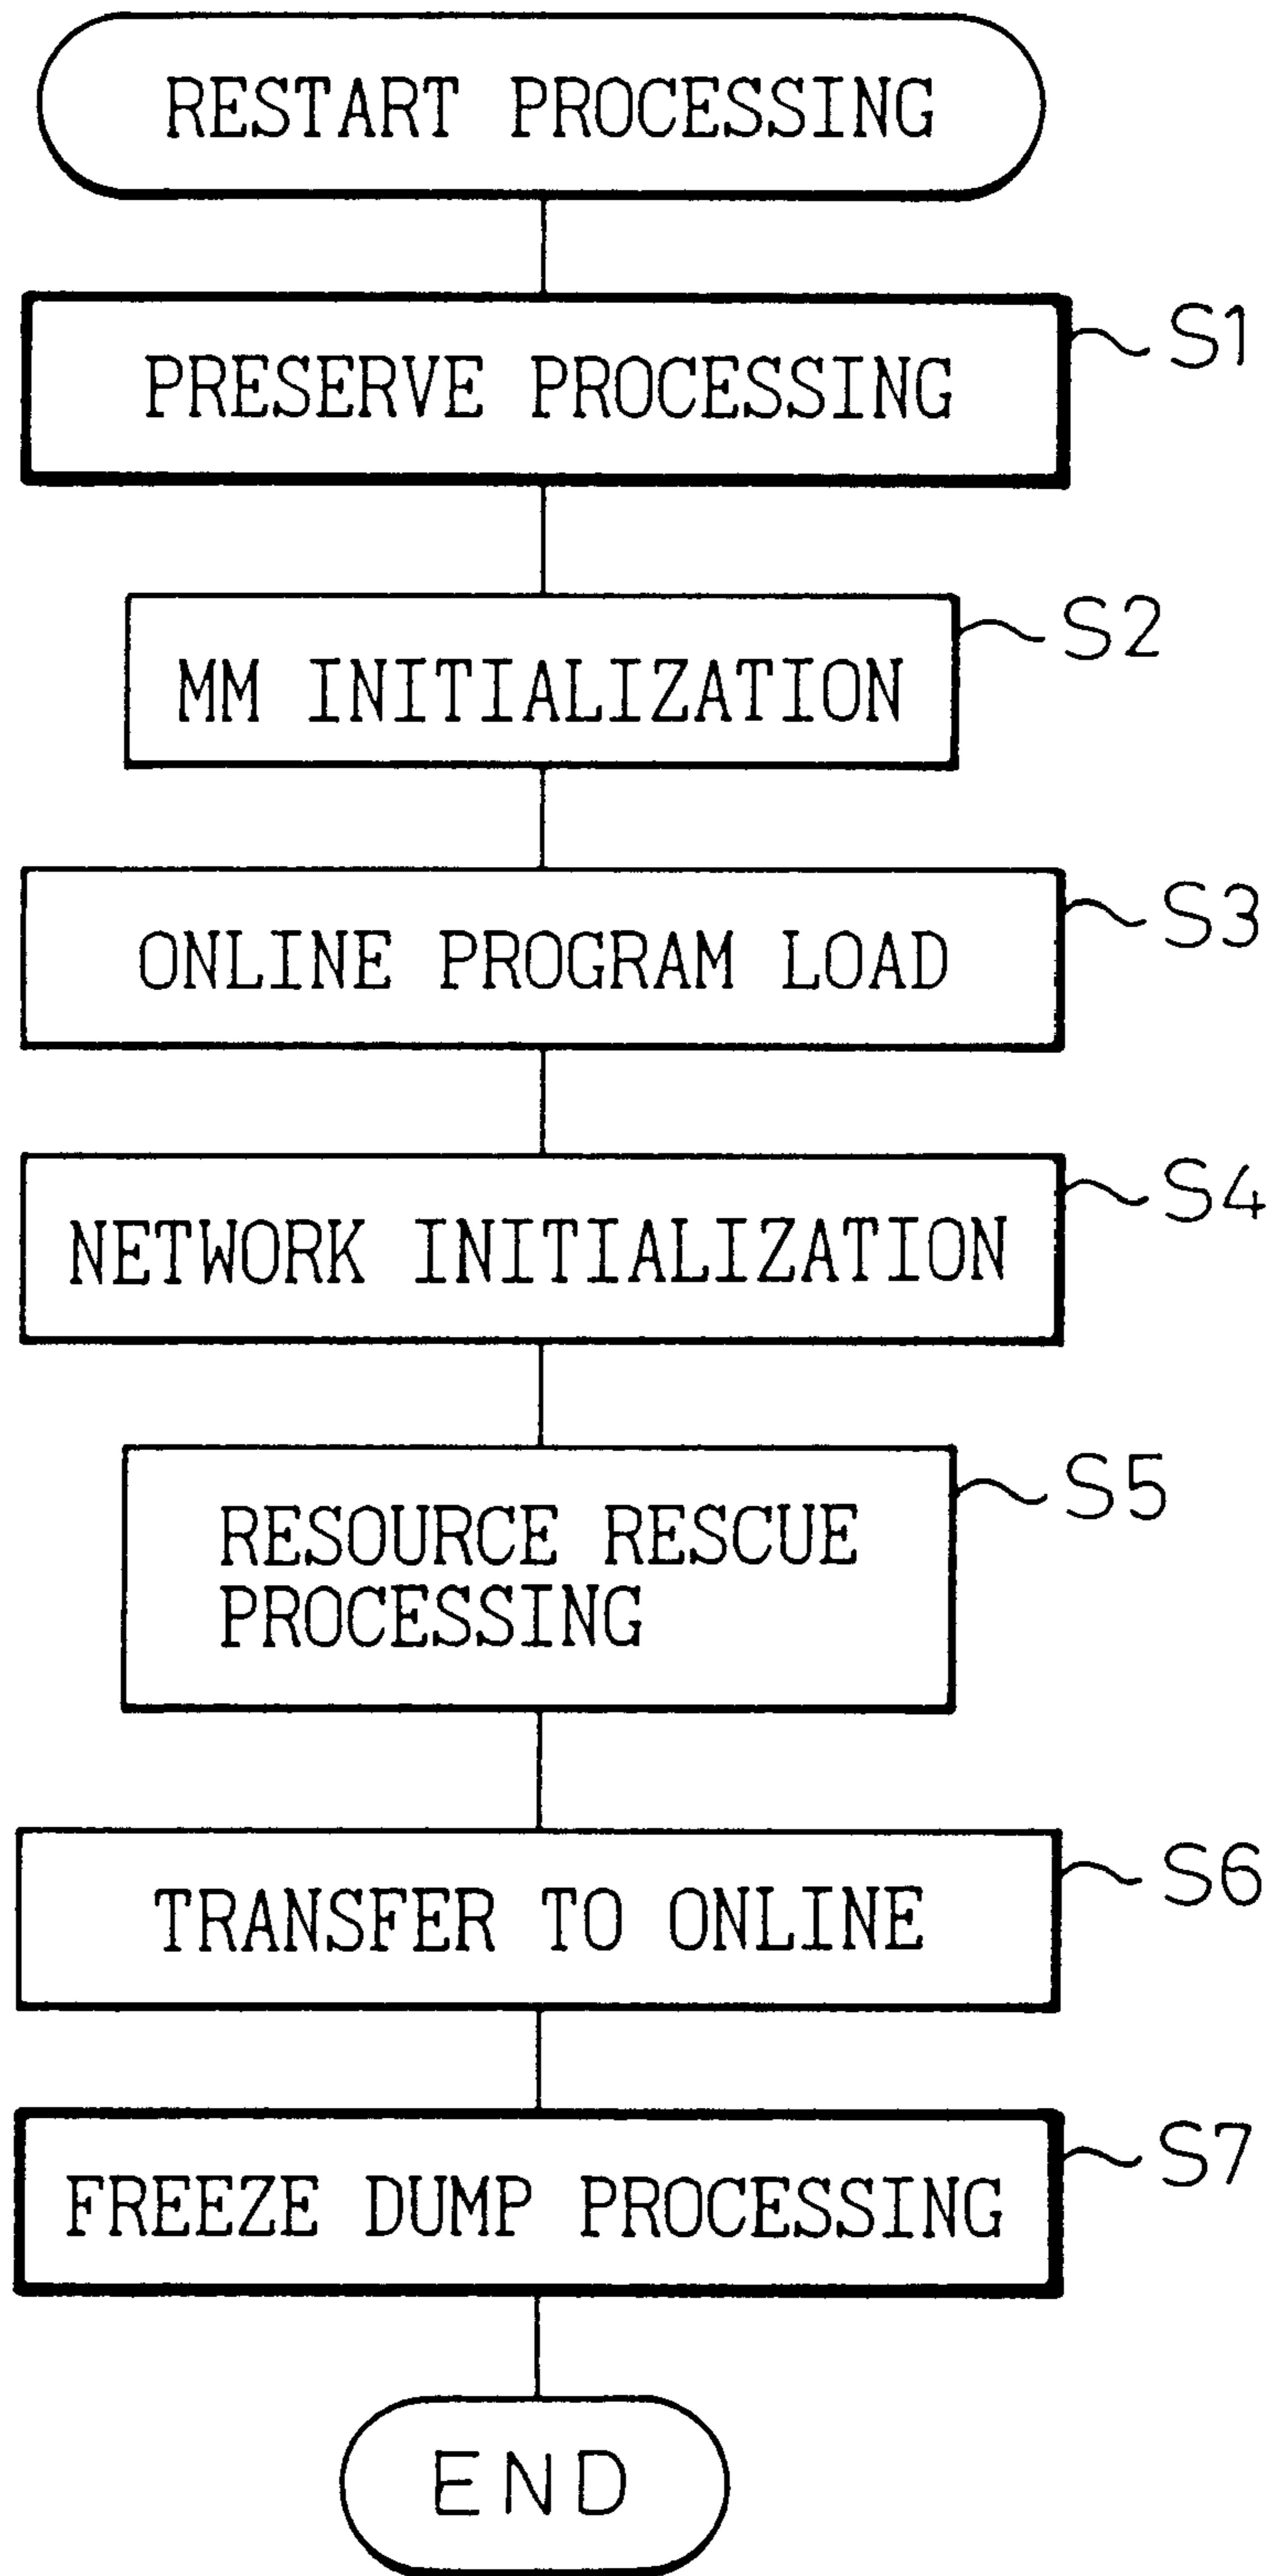 RESTART PROCESSING
PRESERVE PROCESSING
S1
MM INITIALIZATION
S2
ONLINE PROGRAM LOAD
S3
NETWORK INITIALIZATION
S4
RESOURCE RESCUE
PROCESSING
S5
TRANSFER TO ONLINE
S6
FREEZE DUMP PROCESSING
S7
END